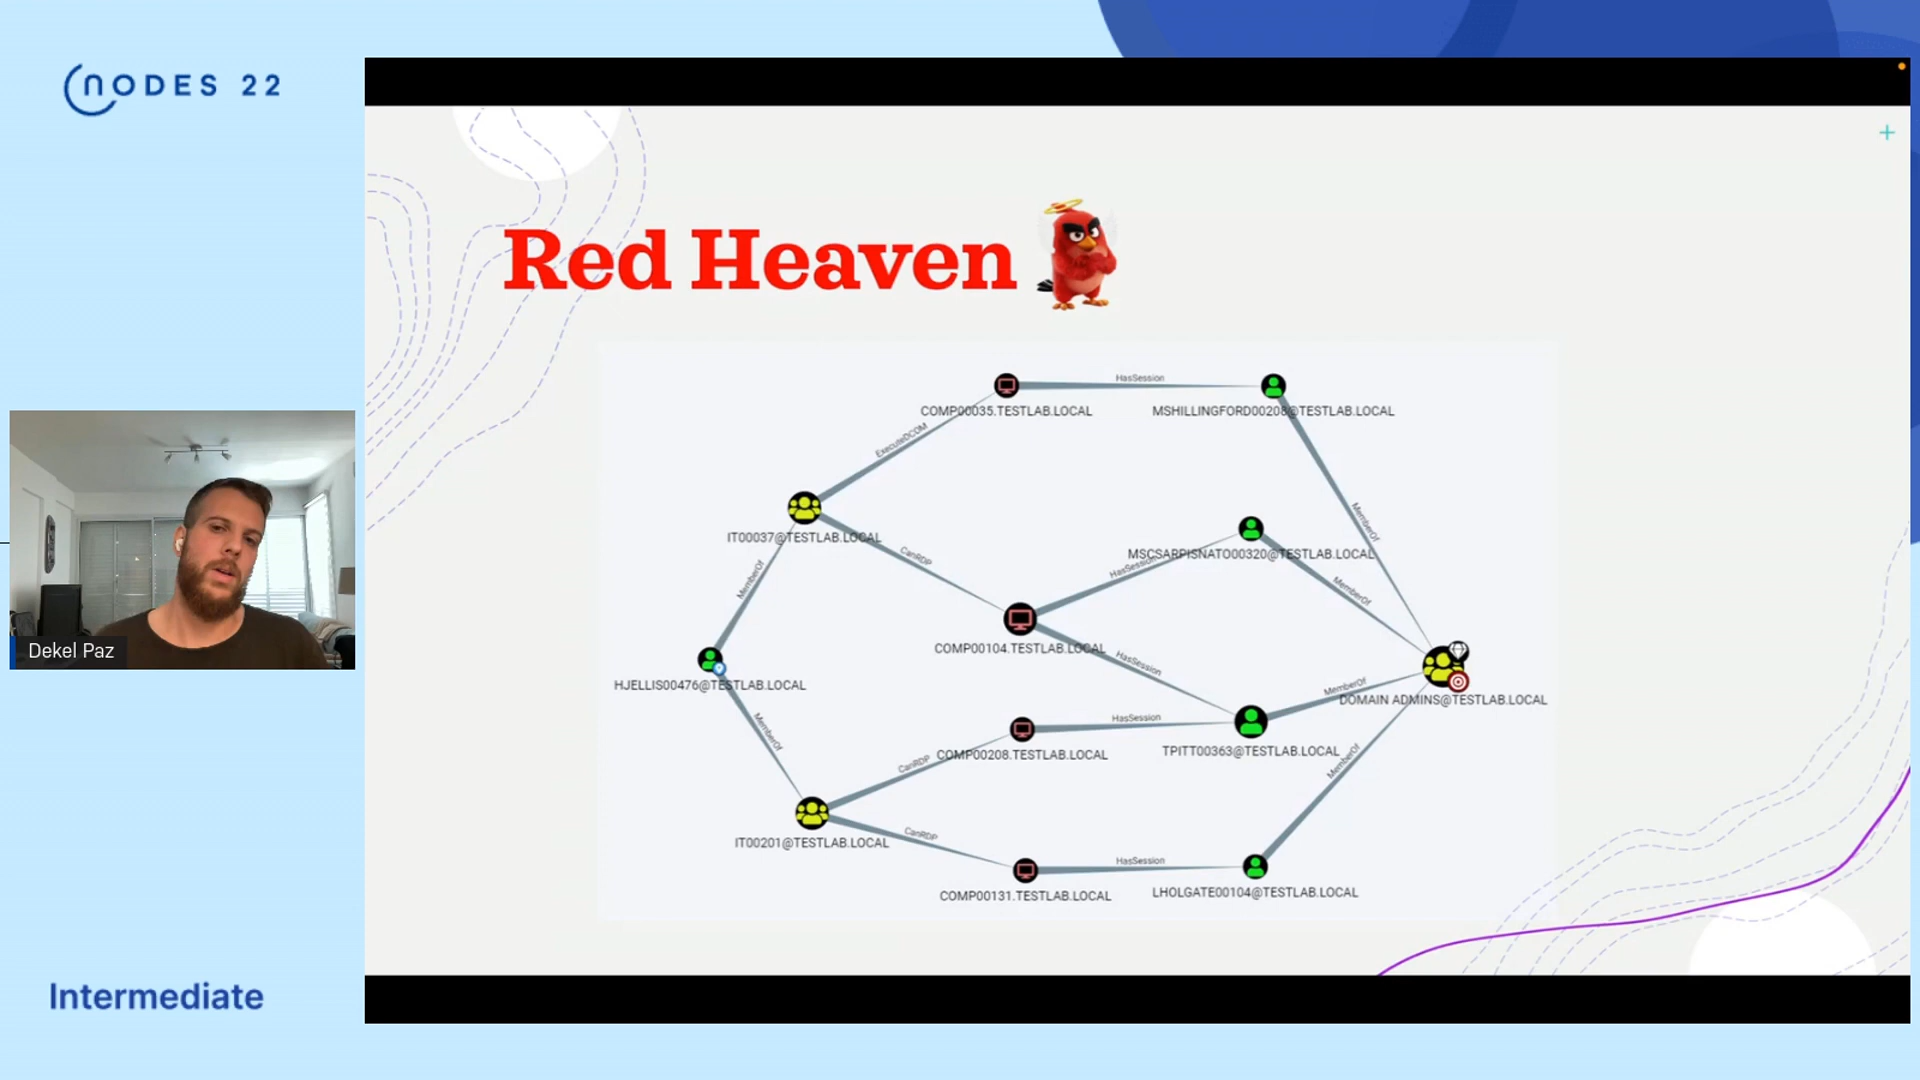 NODES 22
Red Heaven
HasSession
COMP00035.TESTLAB.LOCAL
MSHILLINGFORD00208@TESTLAB.LOCAL
ExecuteDCOM
MemberOf
IT00037@TESTLAB.LOCAL
CanRDP
HasSession
MSCSARPISNATO00320@TESTLAB.LOCAL
MemberOf
MemberOf
COMP00104.TESTLAB.LOCAL
HasSession
Dekel Paz
HJELLIS00476@TESTLAB.LOCAL
MemberOf
DOMAIN ADMINS@TESTLAB.LOCAL
MemberOf
HasSession
COMP00208.TESTLAB.LOCAL
TPITT00363@TESTLAB.LOCAL
CanRDP
MemberOf
IT00201@TESTLAB.LOCAL
CanRDP
HasSession
COMP00131.TESTLAB.LOCAL
LHOLGATE00104@TESTLAB.LOCAL
Intermediate